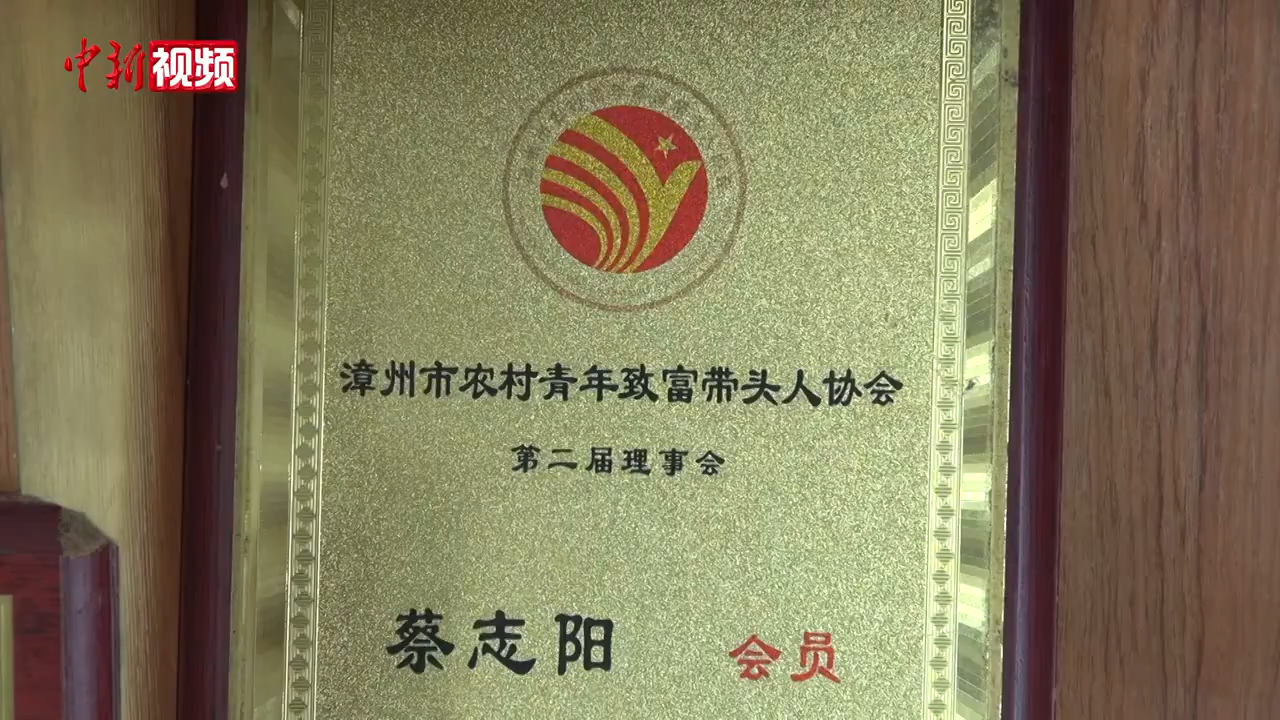 中新视频
漳州市农村青年致富带头人协会
第二届理事会
蔡志阳 会员